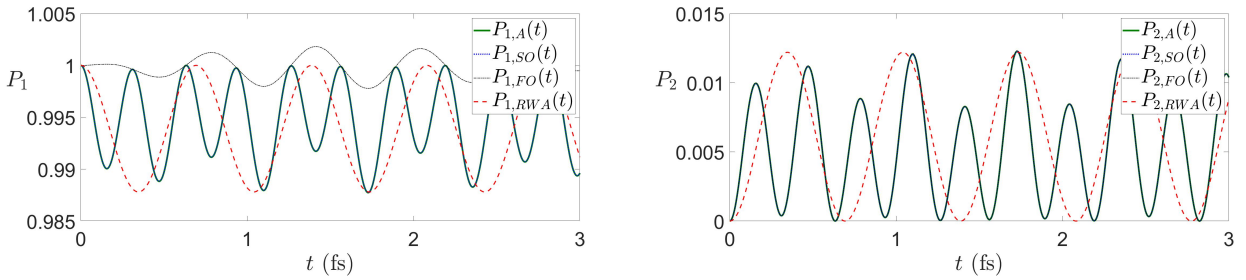 1.005
1
0.995
0.99
0.985
P₁
0 1 2 3
t (fs)
P₁,A(t)
P₁,SO(t)
P₁,FO(t)
P₁,RWA(t)
0.015
0.01
0.005
0
P₂
0 1 2 3
t (fs)
P₂,A(t)
P₂,SO(t)
P₂,FO(t)
P₂,RWA(t)